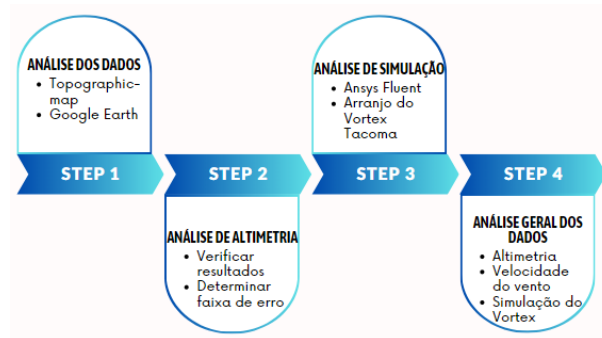 ANÁLISE DOS DADOS
• Topographic-
map
• Google Earth
STEP 1
STEP 2
ANÁLISE DE ALTIMETRIA
• Verificar
resultados
• Determinar
faixa de erro
ANÁLISE DE SIMULAÇÃO
• Ansys Fluent
• Arranjo do
Vortex
Tacoma
STEP 3
STEP 4
ANÁLISE GERAL DOS
DADOS
• Altimetria
• Velocidade
do vento
• Simulação do
Vortex